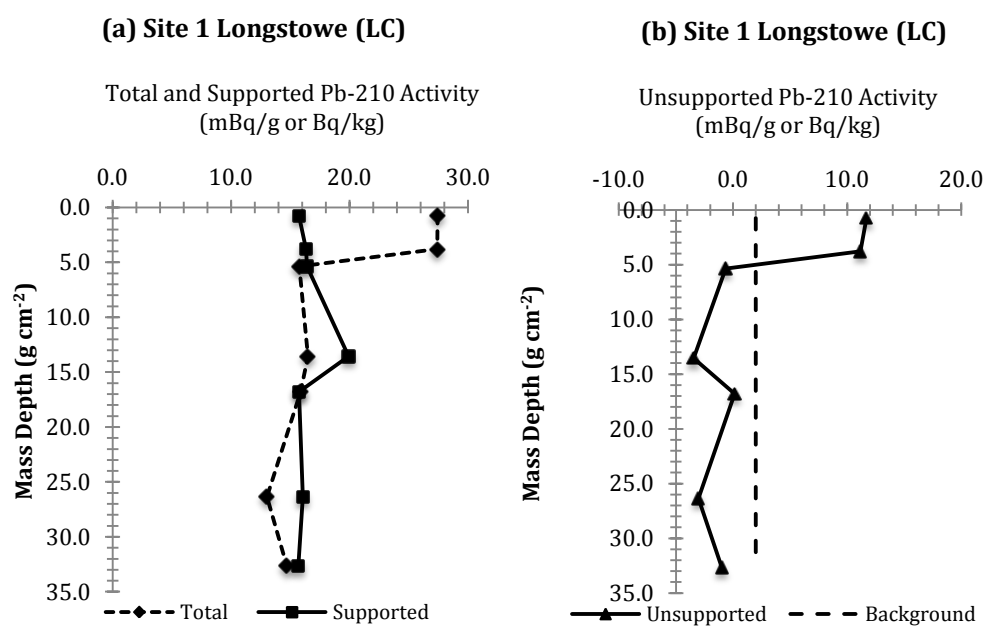 (a) Site 1 Longstowe (LC)
Total and Supported Pb-210 Activity
(mBq/g or Bq/kg)
0.0 10.0 20.0 30.0
0.0
5.0
10.0
15.0
20.0
25.0
30.0
35.0
Mass Depth (g cm-2)
Total Supported
(b) Site 1 Longstowe (LC)
Unsupported Pb-210 Activity
(mBq/g or Bq/kg)
-10.0 0.0 10.0 20.0
0.0
5.0
10.0
15.0
20.0
25.0
30.0
35.0
Mass Depth (g cm-2)
Unsupported Background